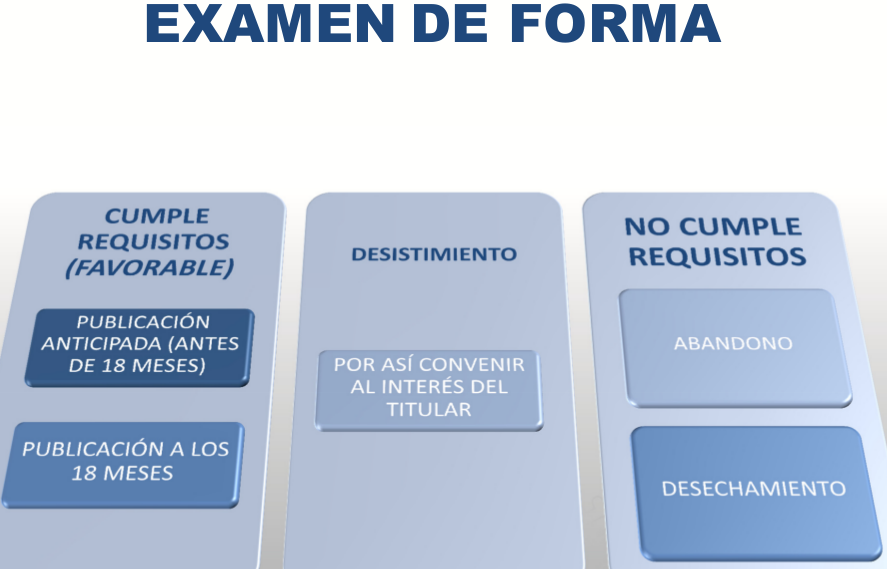 EXAMEN DE FORMA
CUMPLE
REQUISITOS
(FAVORABLE)
PUBLICACIÓN
ANTICIPADA (ANTES
DE 18 MESES)
PUBLICACIÓN A LOS
18 MESES
DESISTIMIENTO
POR ASÍ CONVENIR
AL INTERÉS DEL
TITULAR
NO CUMPLE
REQUISITOS
ABANDONO
DESECHAMIENTO